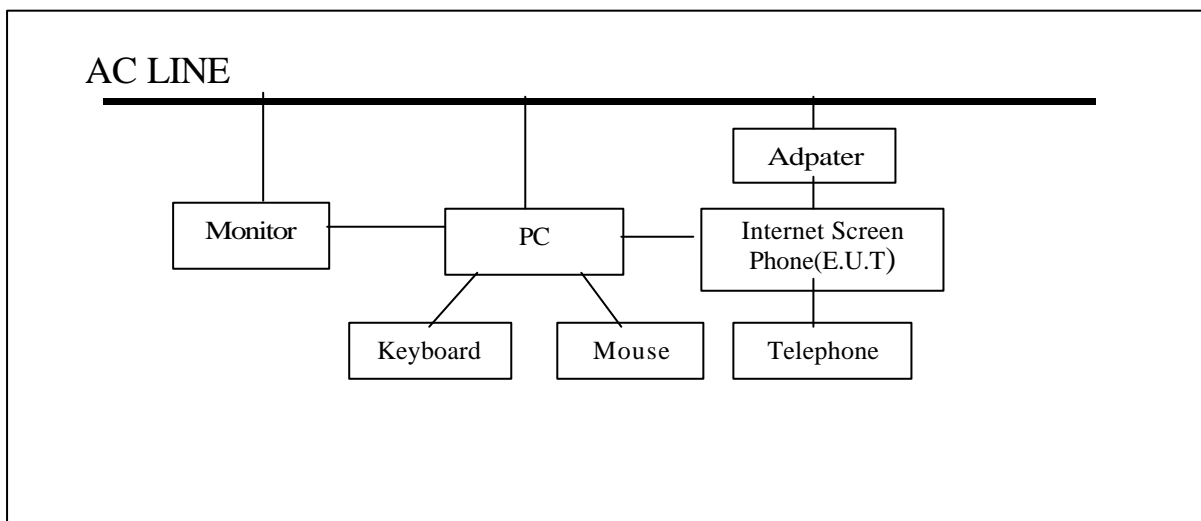 AC LINE
Adpater
Monitor
PC
Internet Screen
Phone(E.U.T)
Keyboard
Mouse
Telephone